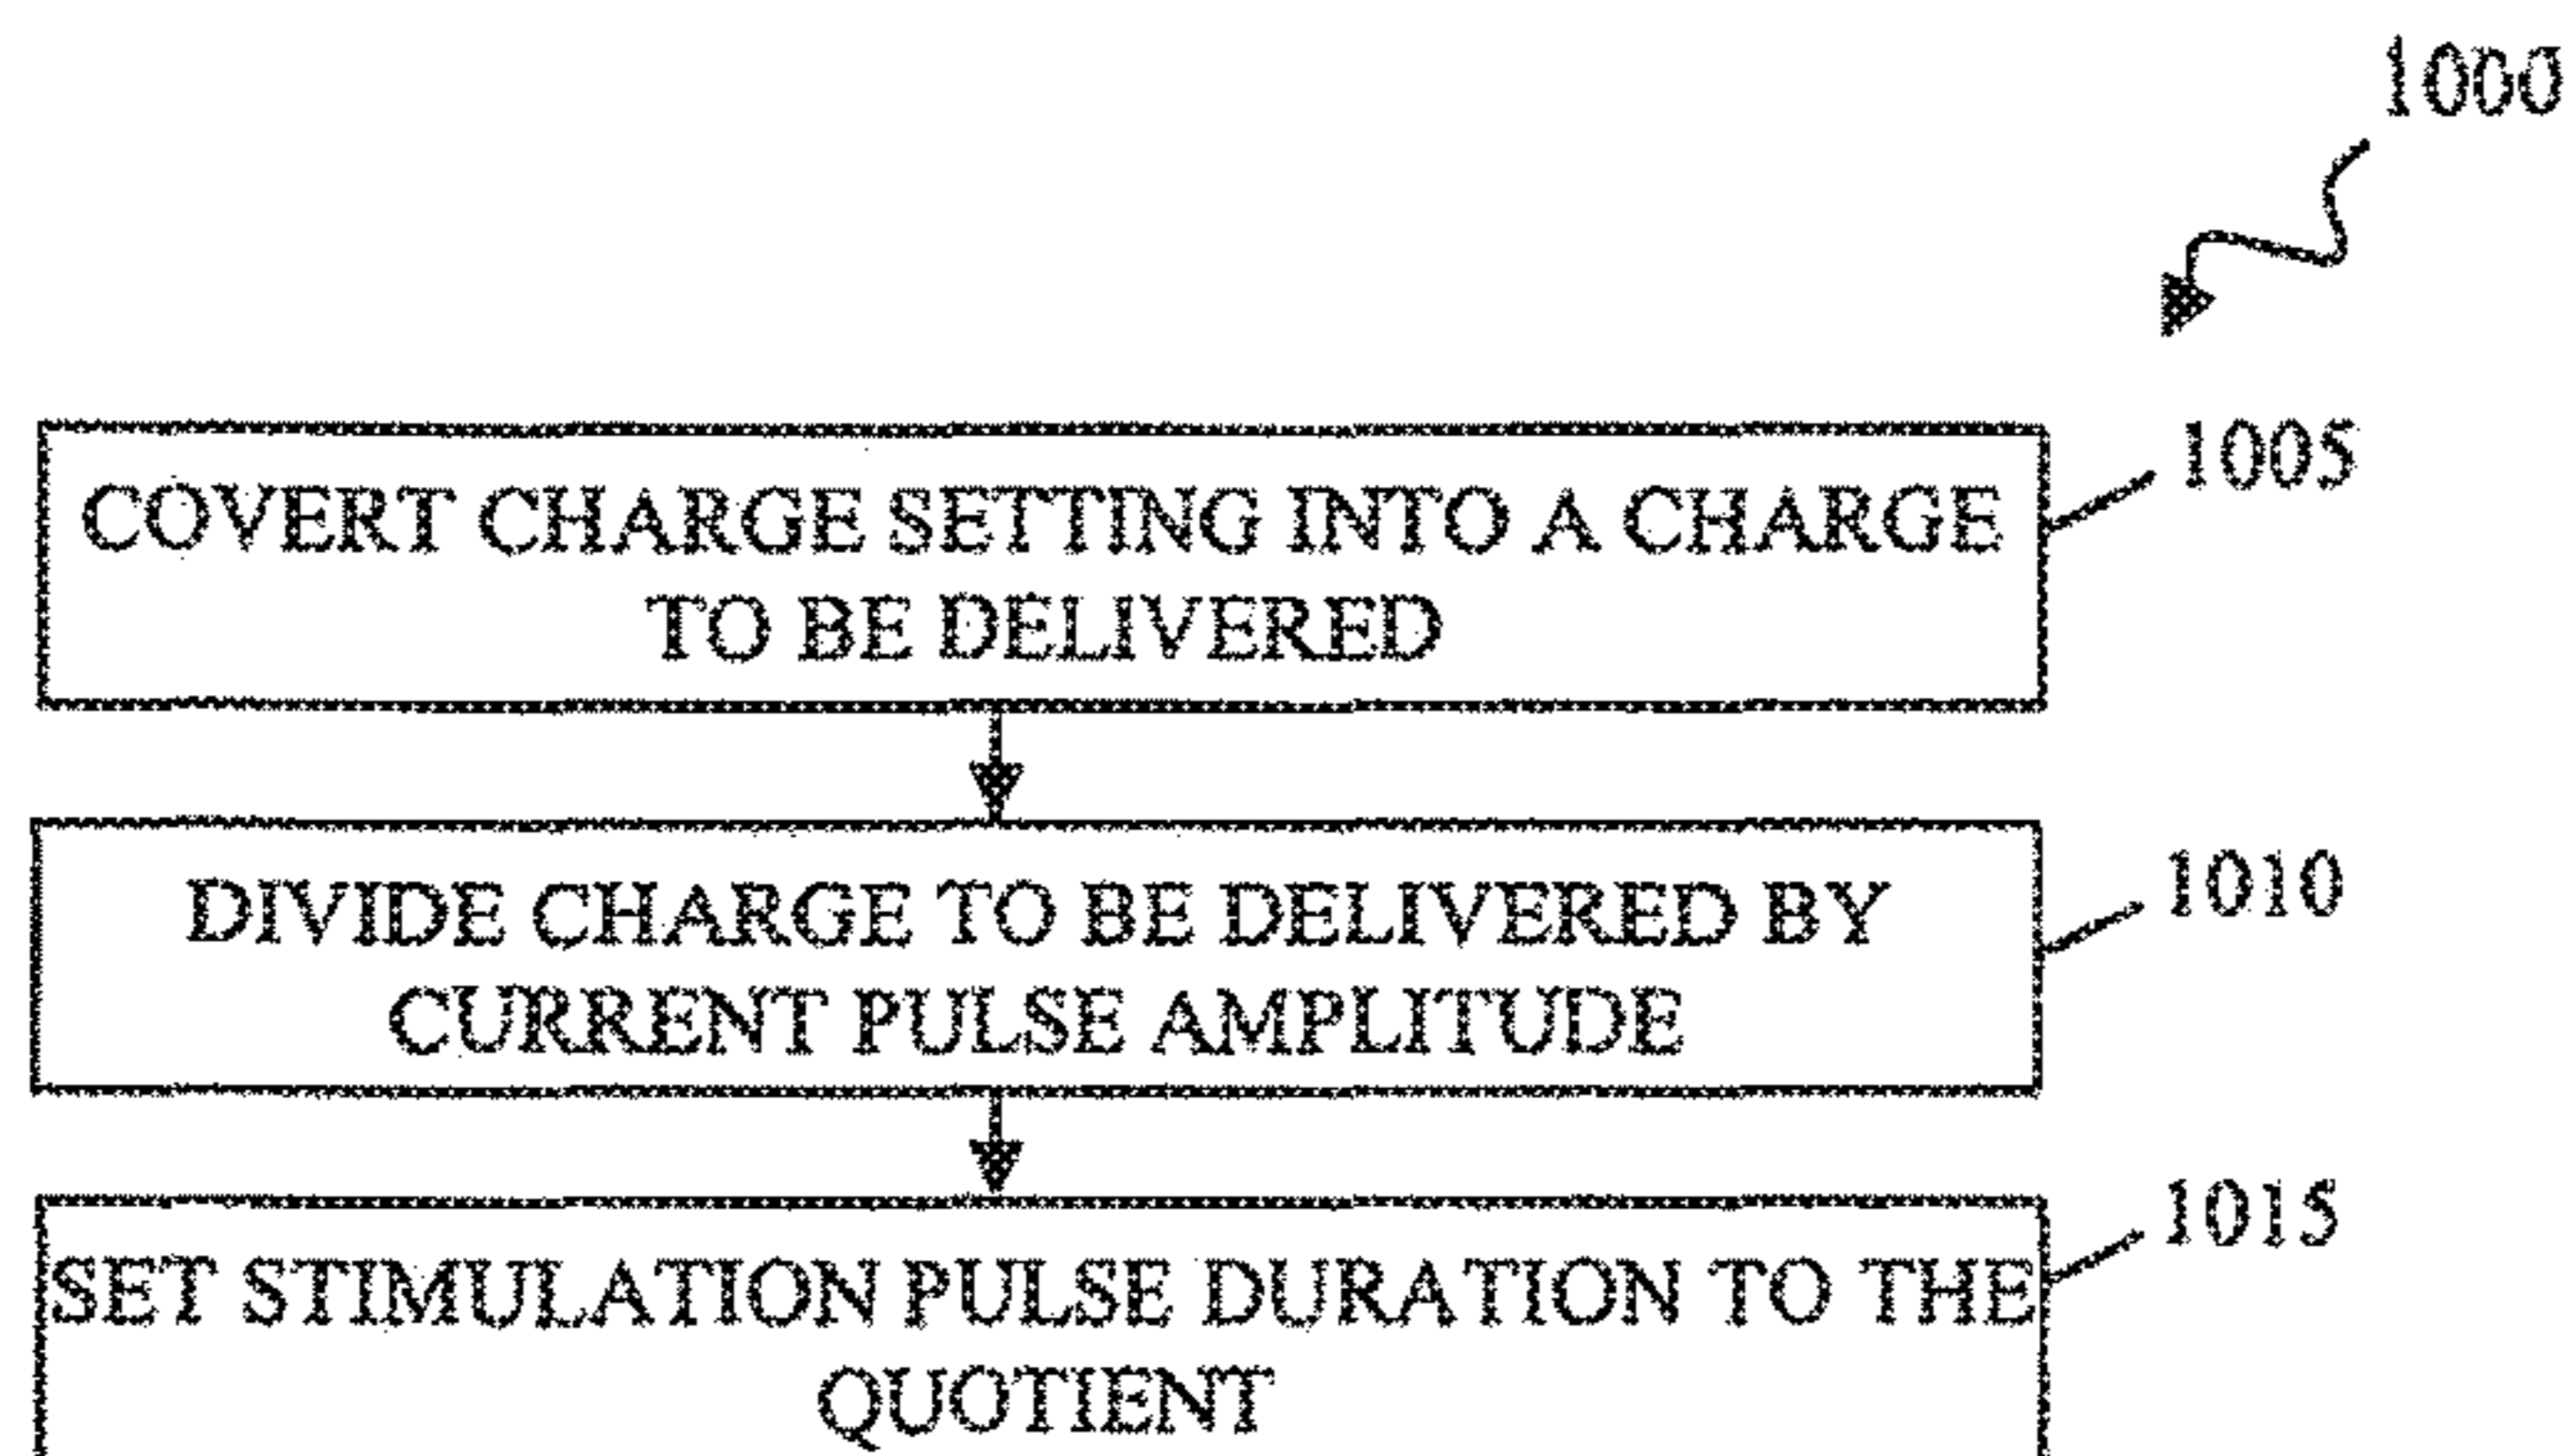 1000
COVERT CHARGE SETTING INTO A CHARGE
TO BE DELIVERED
1005
DIVIDE CHARGE TO BE DELIVERED BY
CURRENT PULSE AMPLITUDE
1010
SET STIMULATION PULSE DURATION TO THE
QUOTIENT
1015